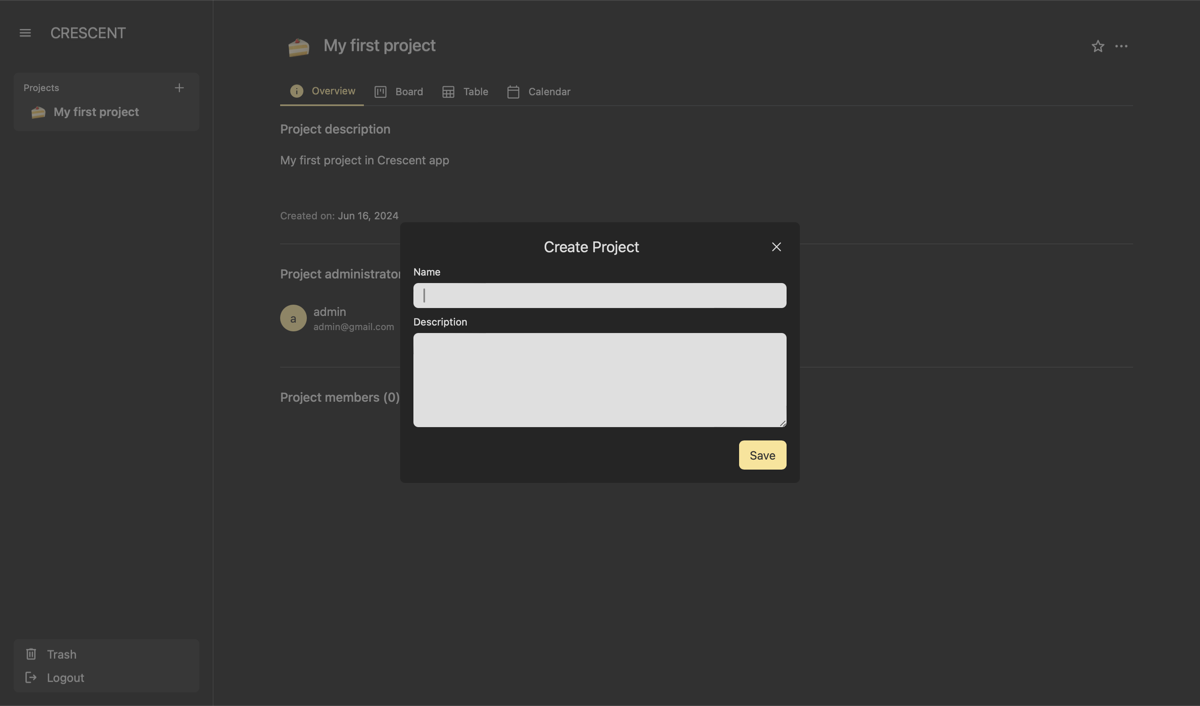 CRESCENT
Projects
My first project
Trash
Logout
My first project
Overview Board Table Calendar
Project description
My first project in Crescent app
Created on: Jun 16, 2024
Project administrator
a
admin
admin@gmail.com
Project members (0)
Create Project
Name
Description
Save